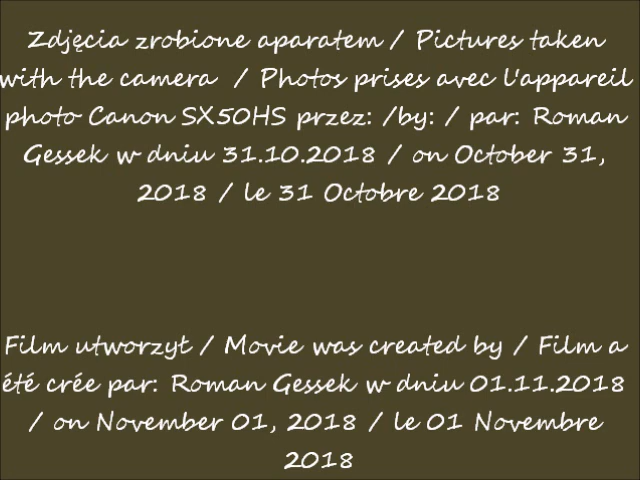 Zdjęcia zrobione aparatem / Pictures taken
with the camera / Photos prises avec l'appareil
photo Canon SX50HS przez: /by: / par: Roman
Gessek w dniu 31.10.2018 / on October 31,
2018 / le 31 Octobre 2018
Film utworzył / Movie was created by / Film a
été crée par: Roman Gessek w dniu 01.11.2018
/ on November 01, 2018 / le 01 Novembre
2018